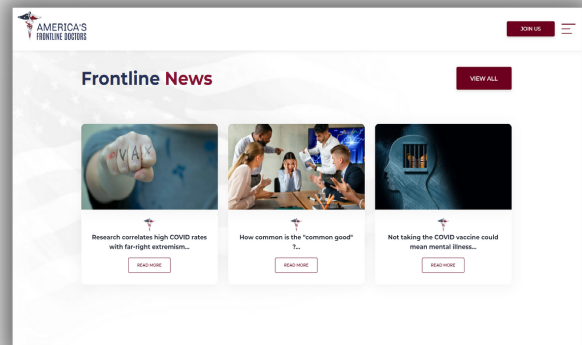 AMERICA'S
FRONTLINE DOCTORS
JOIN US
Frontline News
VIEW ALL
VAX
Research correlates high COVID rates
with far-right extremism...
How common is the "common good"
?...
Not taking the COVID vaccine could
mean mental illness...
READ MORE
READ MORE
READ MORE